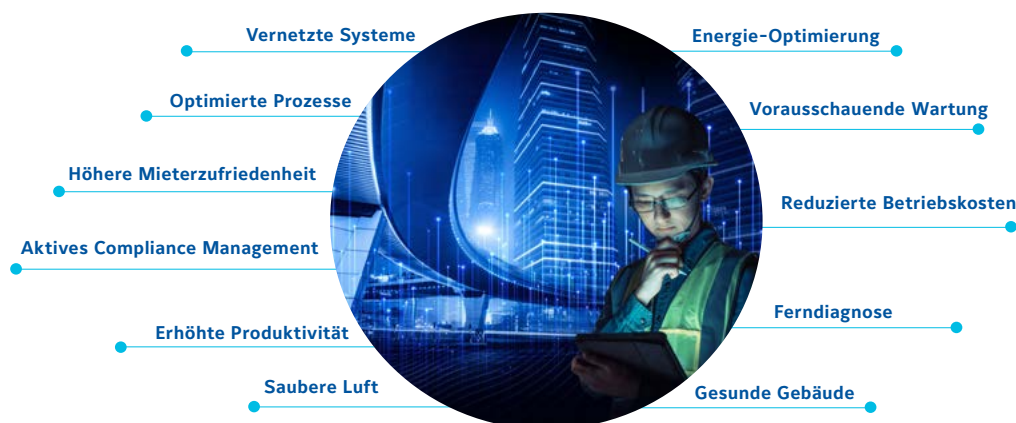 Vernetzte Systeme
Optimierte Prozesse
Höhere Mieterzufriedenheit
Aktives Compliance Management
Erhöhte Produktivität
Saubere Luft
Energie-Optimierung
Vorausschauende Wartung
Reduzierte Betriebskosten
Ferndiagnose
Gesunde Gebäude